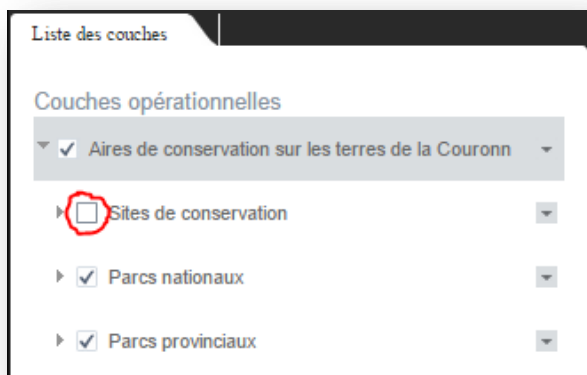 Liste des couches
Couches opérationnelles
Aires de conservation sur les terres de la Couronn
Sites de conservation
Parcs nationaux
Parcs provinciaux